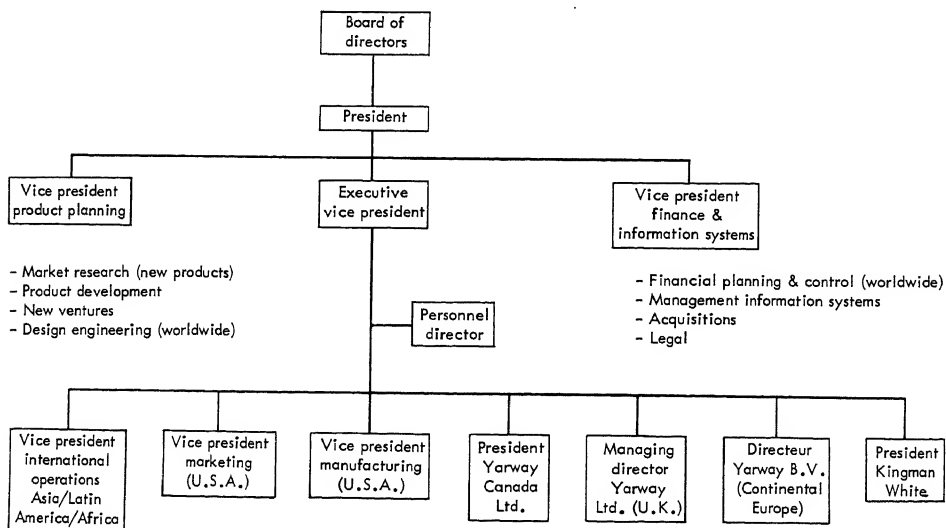 Board of
directors
President
Vice president
product planning
Executive
vice president
Vice president
finance &
information systems
- Market research (new products)
- Product development
- New ventures
- Design engineering (worldwide)
- Financial planning & control (worldwide)
- Management information systems
- Acquisitions
- Legal
Personnel
director
Vice president
international
operations
Asia/Latin
America/Africa
Vice president
marketing
(U.S.A.)
Vice president
manufacturing
(U.S.A.)
President
Yarway
Canada
Ltd.
Managing
director
Yarway
Ltd. (U.K.)
Directeur
Yarway B.V.
(Continental
Europe)
President
Kingman
White